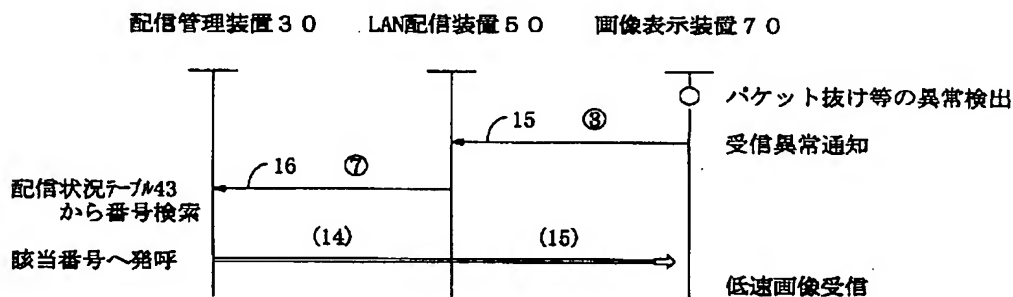 配信管理装置３０ LAN配信装置５０ 画像表示装置７０
パケット抜け等の異常検出
15 ③ 受信異常通知
16 ⑦
配信状況テーブル43
から番号検索
(14) (15)
該当番号へ発呼
低速画像受信